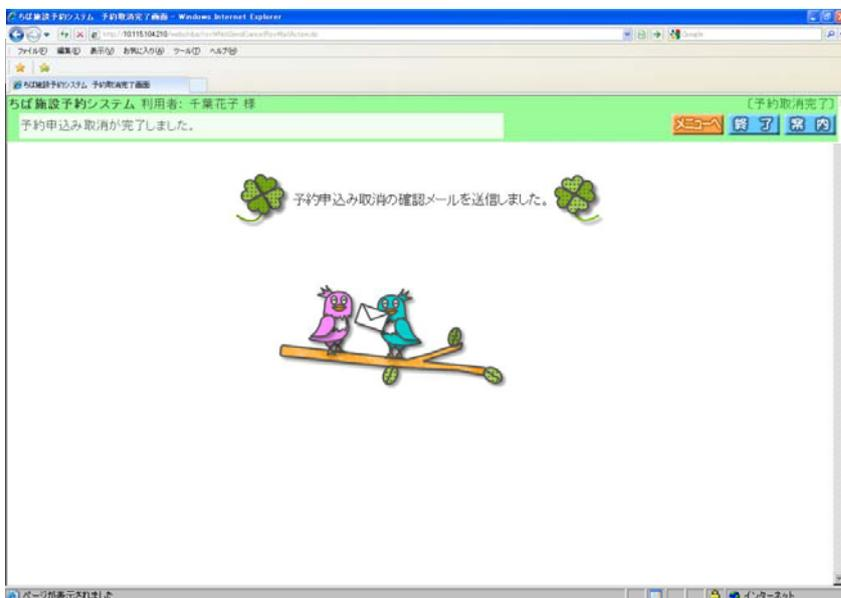 ちば施設予約システム 予約取消完了画面 - Windows Internet Explorer
Google
ファイル(F) 編集(E) 表示(V) お気に入り(A) ツール(T) ヘルプ(H)
ちば施設予約システム 予約取消完了画面
ちば施設予約システム 利用者: 千葉花子 様
〔予約取消完了〕
予約申込み取消が完了しました。
メニューへ 終了 案内
予約申込み取消の確認メールを送信しました。
ページが表示されました
インターネット